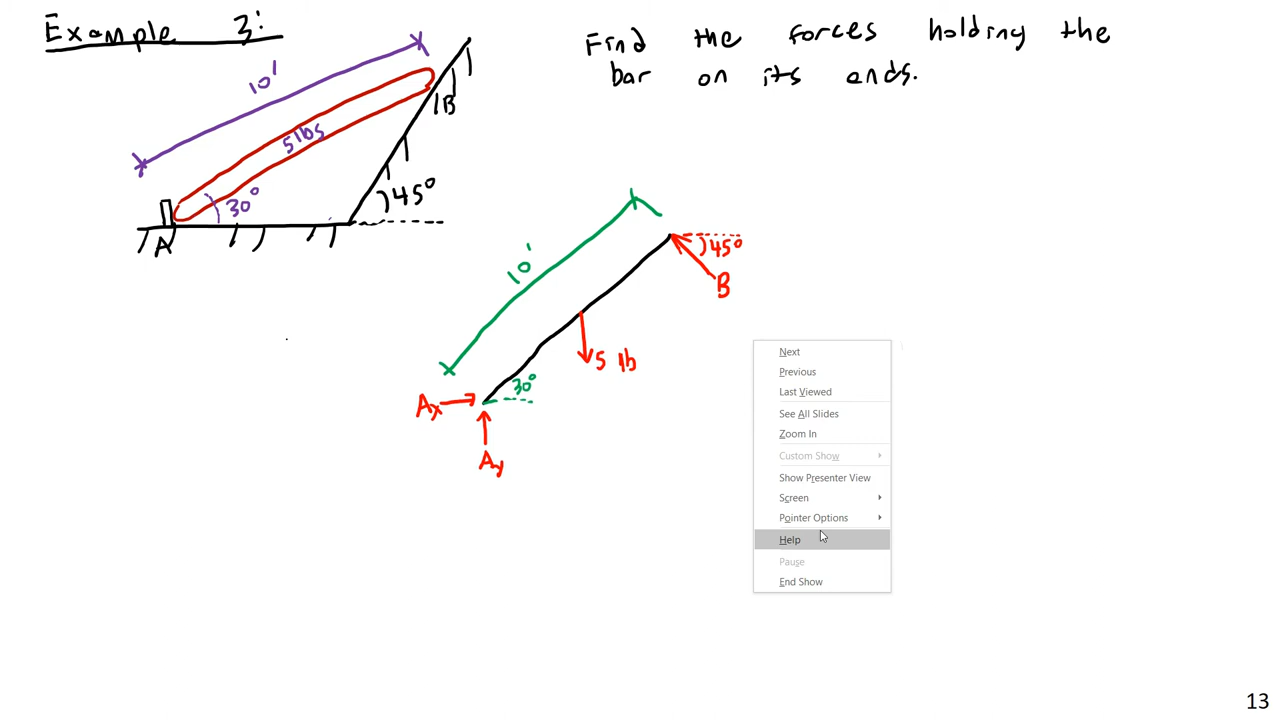 Example 3:
Find the forces holding the
bar on its ends.
10'
5lbs
B
30°
45°
A
10'
45°
B
5 lb
30°
Ax
Ay
Next
Previous
Last Viewed
See All Slides
Zoom In
Custom Show
Show Presenter View
Screen
Pointer Options
Help
Pause
End Show
13